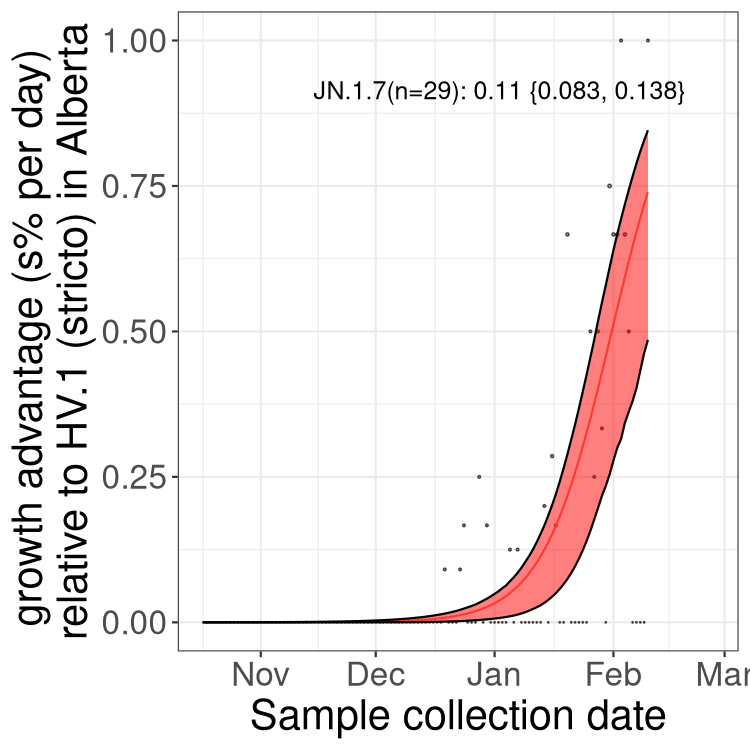 growth advantage (s% per day)
relative to HV.1 (stricto) in Alberta
1.00
0.75
0.50
0.25
0.00
JN.1.7(n=29): 0.11 {0.083, 0.138}
Nov Dec Jan Feb Mar
Sample collection date